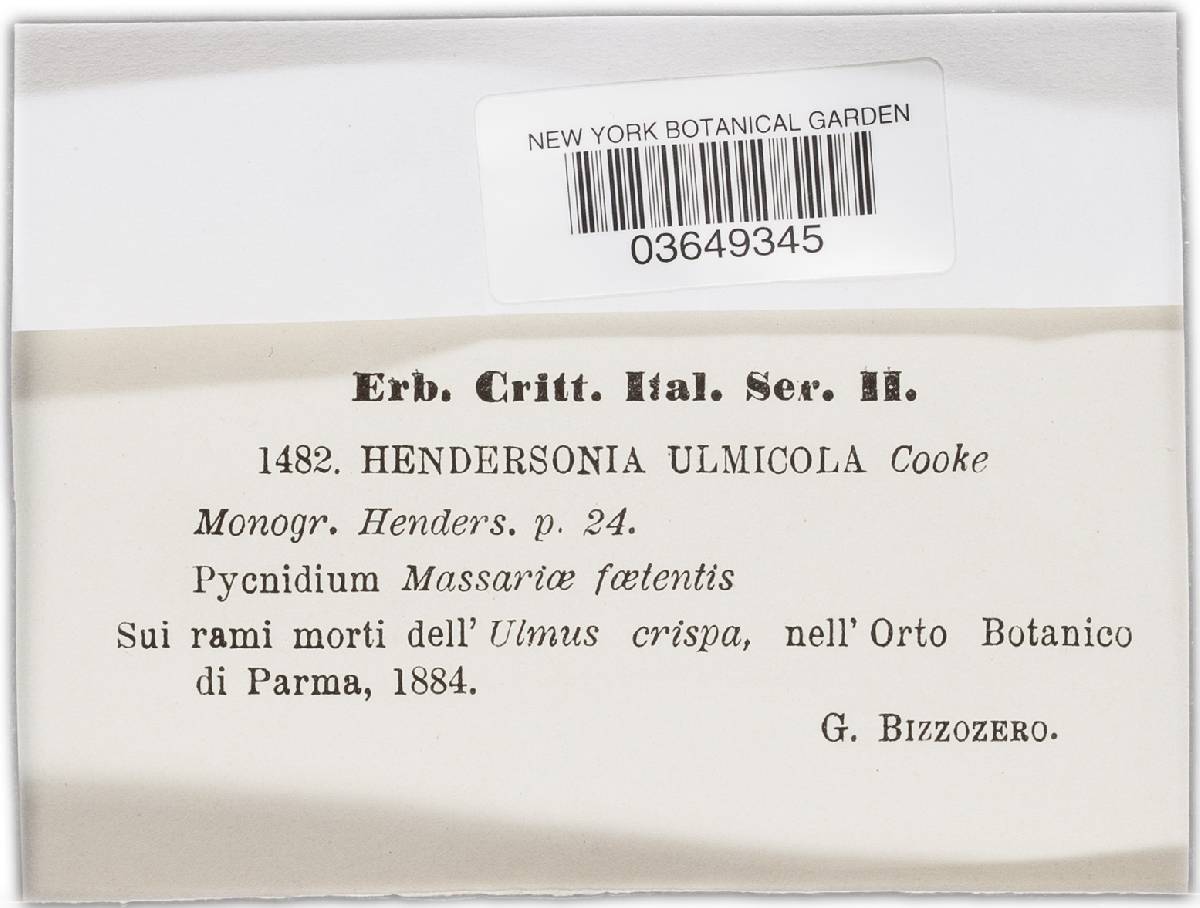 NEW YORK BOTANICAL GARDEN
03649345
Erb. Critt. Ital. Ser. II.
1482. HENDERSONIA ULMICOLA Cooke
Monogr. Henders. p. 24.
Pycnidium Massariæ fœtentis
Sui rami morti dell' Ulmus crispa, nell' Orto Botanico
di Parma, 1884.
G. BIZZOZERO.